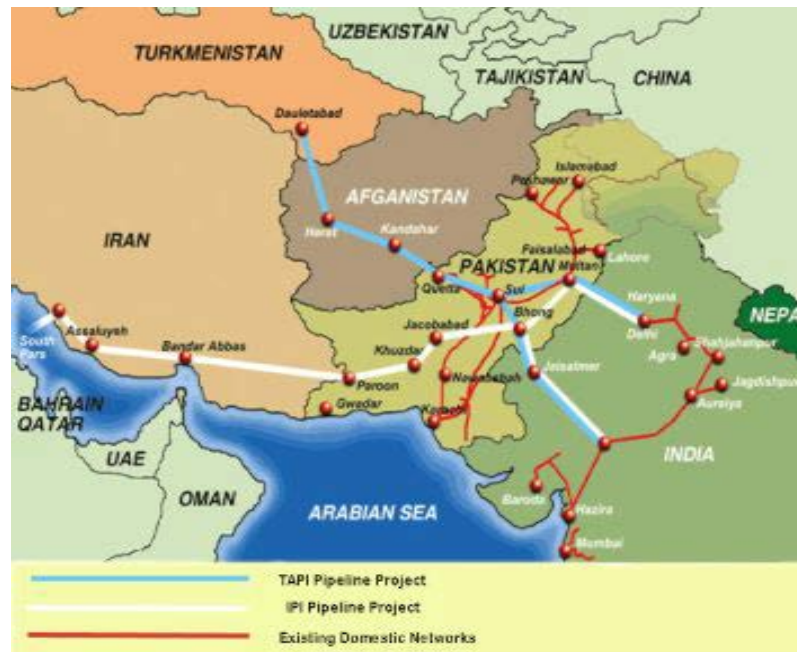 UZBEKISTAN
TURKMENISTAN
TAJIKISTAN
CHINA
Dauletabad
Islamabad
Peshawar
AFGANISTAN
Herat
Kandahar
IRAN
Faisalabad
Lahore
PAKISTAN
Multan
Quetta
Sui
Haryana
NEPA
South
Pars
Assaluyeh
Bandar Abbas
Jacobabad
Bhong
Delhi
Khuzdar
Agra
Shahjahanpur
Paroon
Nawabshah
Jaisalmer
Jagdishpur
BAHRAIN
QATAR
Gwadar
Karachi
Auraiya
UAE
INDIA
OMAN
ARABIAN SEA
Baroda
Hazira
Mumbai
TAPI Pipeline Project
IPI Pipeline Project
Existing Domestic Networks